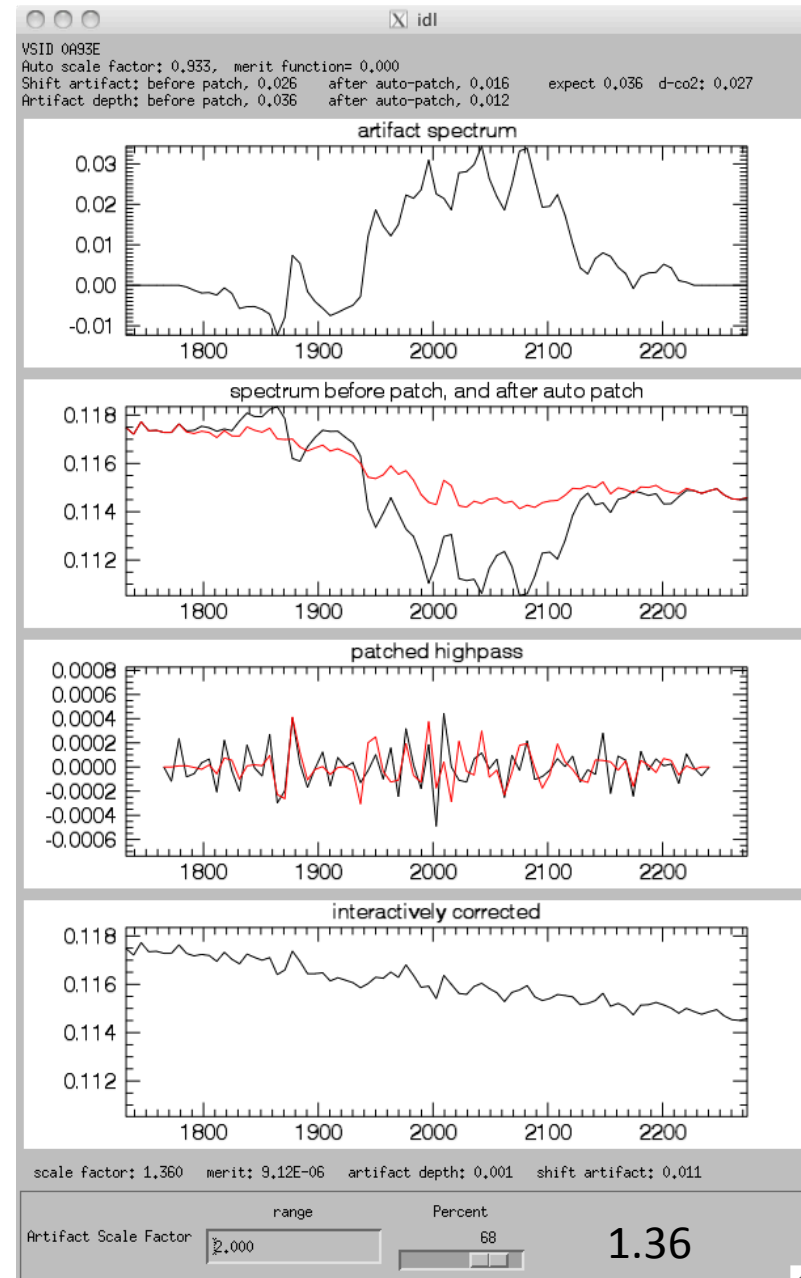 idl
VSID 0A93E
Auto scale factor: 0.933, merit function= 0.000
Shift artifact: before patch, 0.026 after auto-patch, 0.016 expect 0.036 d-co2: 0.027
Artifact depth: before patch, 0.036 after auto-patch, 0.012
artifact spectrum
0.03
0.02
0.01
0.00
-0.01
1800 1900 2000 2100 2200
spectrum before patch, and after auto patch
0.118
0.116
0.114
0.112
1800 1900 2000 2100 2200
patched highpass
0.0008
0.0006
0.0004
0.0002
0.0000
-0.0002
-0.0004
-0.0006
1800 1900 2000 2100 2200
interactively corrected
0.118
0.116
0.114
0.112
1800 1900 2000 2100 2200
scale factor: 1.360 merit: 9.12E-06 artifact depth: 0.001 shift artifact: 0.011
range Percent
Artifact Scale Factor 2.000 68 1.36